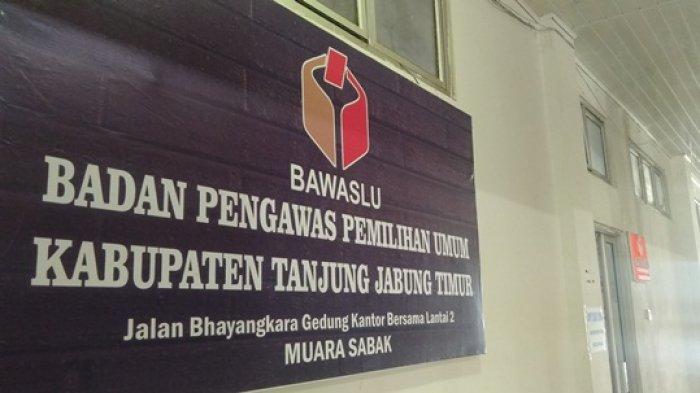 BAWASLU
BADAN PENGAWAS PEMILIHAN UMUM
KABUPATEN TANJUNG JABUNG TIMUR
Jalan Bhayangkara Gedung Kantor Bersama Lantai 2
MUARA SABAK